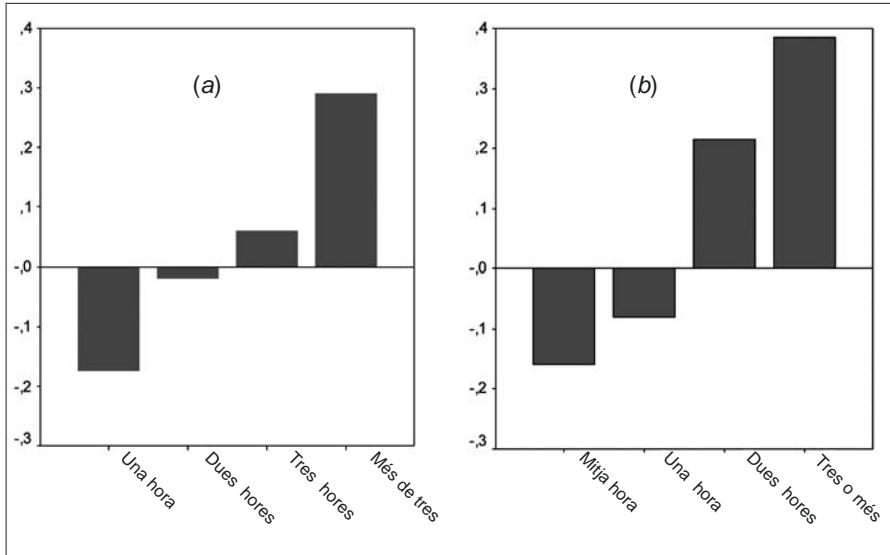 (a)
,4
,3
,2
,1
-,0
-,1
-,2
-,3
Una hora
Dues hores
Tres hores
Més de tres
(b)
,4
,3
,2
,1
-,0
-,1
-,2
-,3
Mitja hora
Una hora
Dues hores
Tres o més